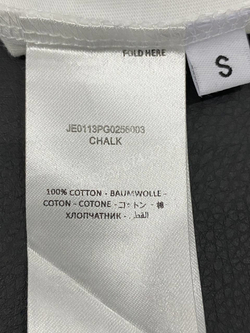 FOLD HERE
S
JE0113PG0256003
CHALK
100% COTTON - BAUMWOLLE -
COTON - COTONE - コットン - 棉 -
ХЛОПЧАТНИК - القطن